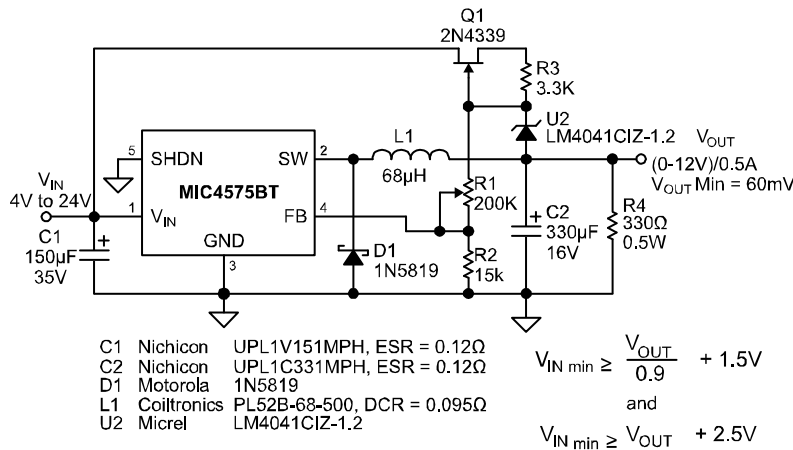 Q1
2N4339
R3
3.3K
U2
LM4041CIZ-1.2
L1
68µH
VOUT
(0-12V)/0.5A
VOUT Min = 60mV
5
SHDN
SW
2
MIC4575BT
VIN
4V to 24V
1
VIN
FB
4
GND
3
R1
200K
C1
150µF
35V
+
D1
1N5819
R2
15k
+
C2
330µF
16V
R4
330Ω
0.5W
C1 Nichicon UPL1V151MPH, ESR = 0.12Ω
C2 Nichicon UPL1C331MPH, ESR = 0.12Ω
D1 Motorola 1N5819
L1 Coiltronics PL52B-68-500, DCR = 0.095Ω
U2 Micrel LM4041CIZ-1.2
VIN min ≥ VOUT / 0.9 + 1.5V
and
VIN min ≥ VOUT + 2.5V